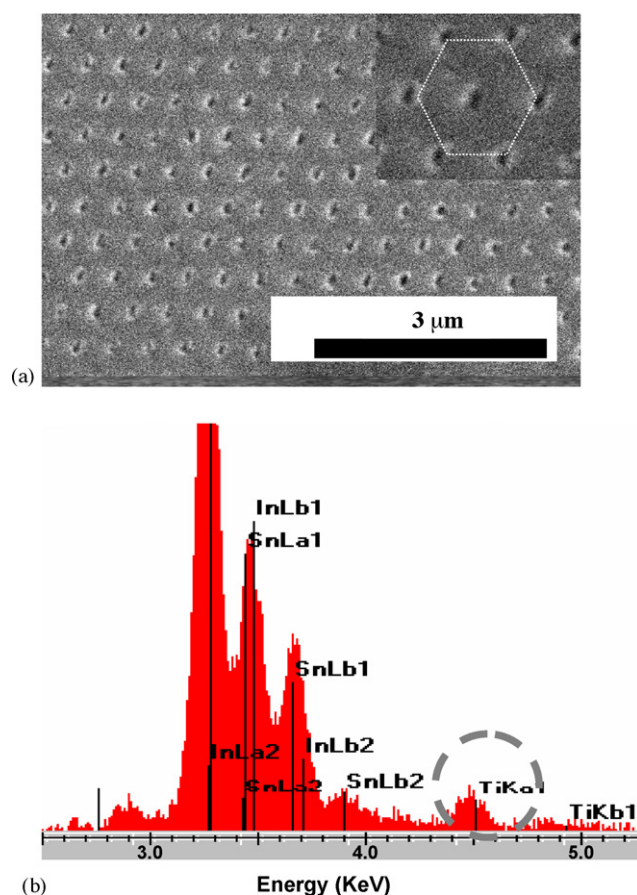 3 μm
(a)
InLb1
SnLa1
SnLb1
InLa2
InLb2
SnLa2
SnLb2
TiKa1
TiKb1
3.0
4.0
5.0
(b)
Energy (KeV)